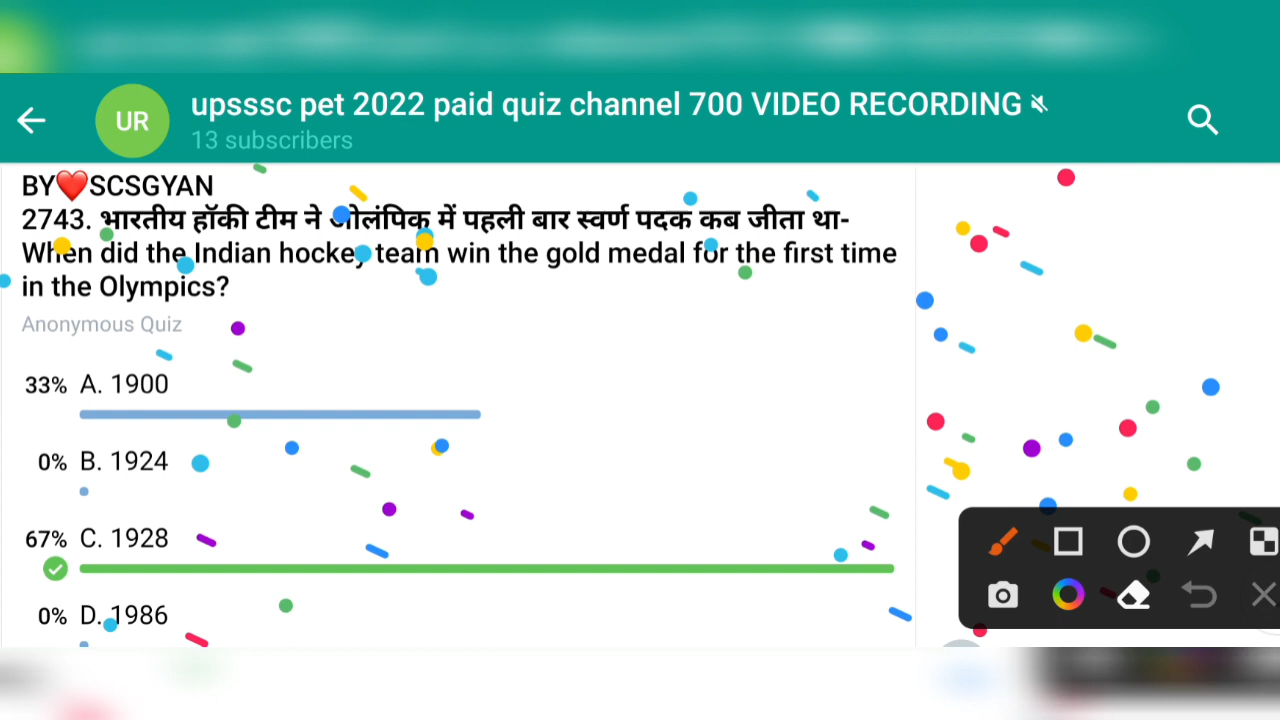 UR
upsssc pet 2022 paid quiz channel 700 VIDEO RECORDING
13 subscribers
BY❤️SCSGYAN
2743. भारतीय हॉकी टीम ने ओलंपिक में पहली बार स्वर्ण पदक कब जीता था-
When did the Indian hockey team win the gold medal for the first time
in the Olympics?
Anonymous Quiz
33% A. 1900
0% B. 1924
67% C. 1928
0% D. 1986